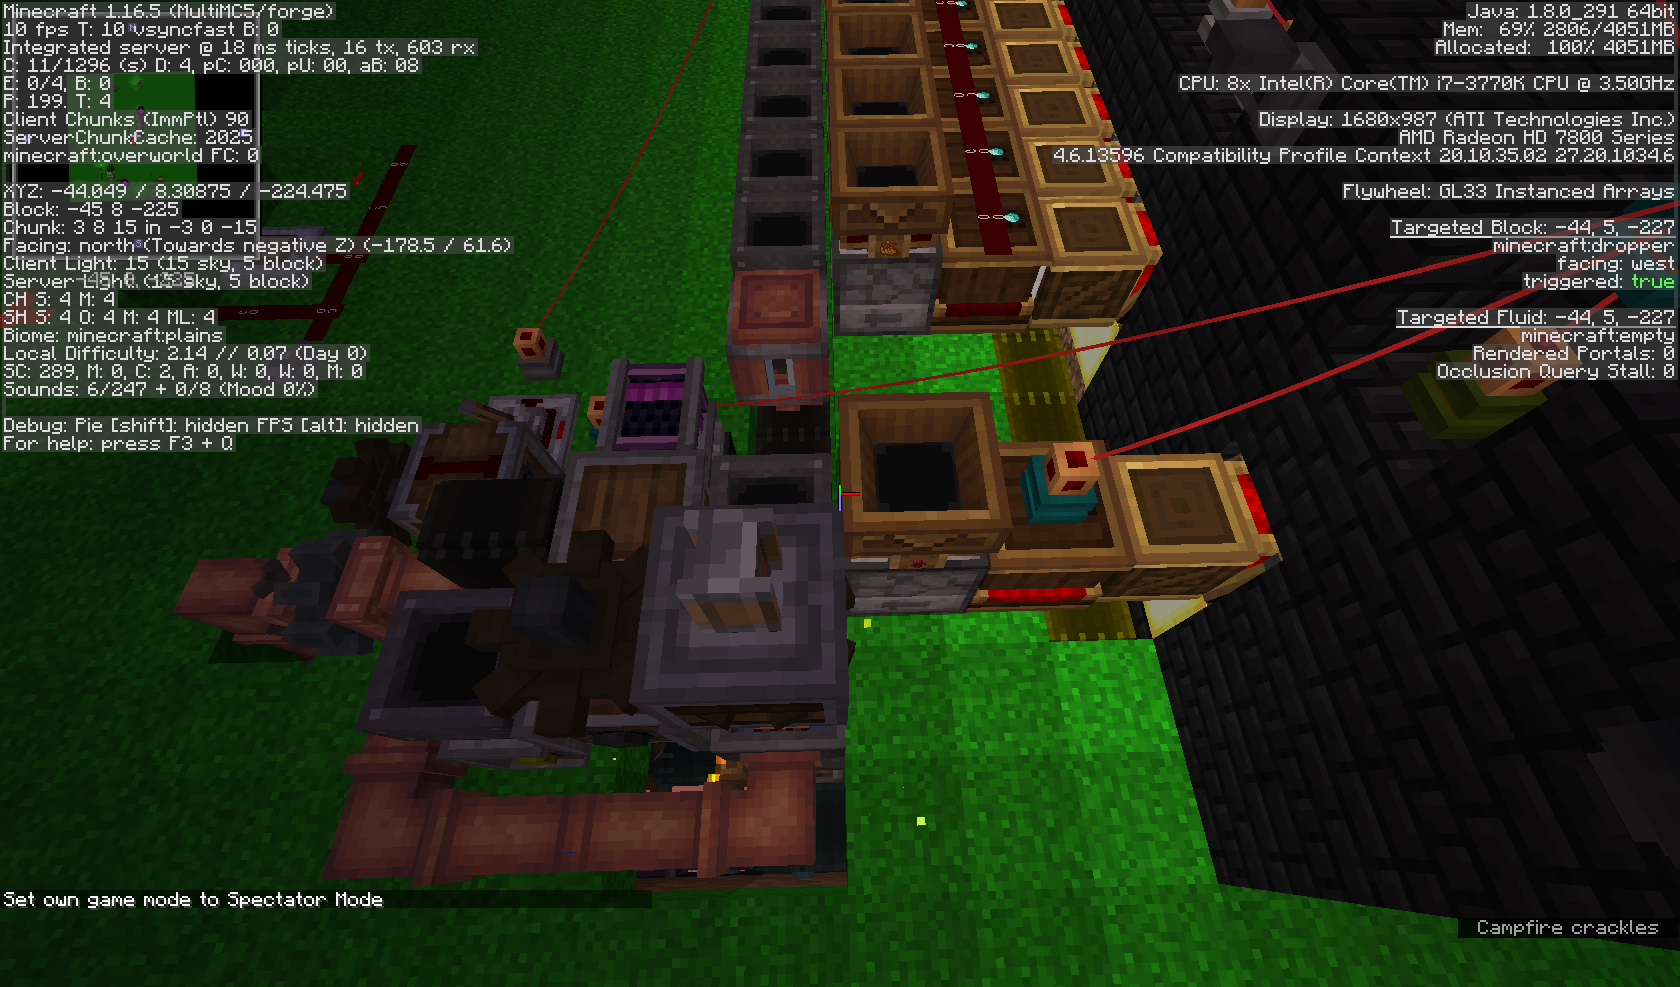 Minecraft 1.16.5 (MultiMC5/forge)
10 fps T: 10 vsyncfast B: 0
Integrated server @ 18 ms ticks, 16 tx, 603 rx
C: 11/1296 (s) D: 4, pC: 000, pU: 00, aB: 08
E: 0/4, B: 0
P: 199. T: 4
Client Chunks (ImmPtl) 90
ServerChunkCache: 2025
minecraft:overworld FC: 0
XYZ: -44.049 / 8.30875 / -224.475
Block: -45 8 -225
Chunk: 3 8 15 in -3 0 -15
Facing: north (Towards negative Z) (-178.5 / 61.6)
Client Light: 15 (15 sky, 5 block)
Server Light: (15 sky, 5 block)
CH S: 4 M: 4
SH S: 4 O: 4 M: 4 ML: 4
Biome: minecraft:plains
Local Difficulty: 2.14 // 0.07 (Day 0)
SC: 289, M: 0, C: 2, A: 0, W: 0, W: 0, M: 0
Sounds: 6/247 + 0/8 (Mood 0%)
Debug: Pie [shift]: hidden FPS [alt]: hidden
For help: press F3 + Q
Java: 1.8.0_291 64bit
Mem: 69% 2806/4051MB
Allocated: 100% 4051MB
CPU: 8x Intel(R) Core(TM) i7-3770K CPU @ 3.50GHz
Display: 1680x987 (ATI Technologies Inc.)
AMD Radeon HD 7800 Series
4.6.13596 Compatibility Profile Context 20.10.35.02 27.20.1034.6
Flywheel: GL33 Instanced Arrays
Targeted Block: -44, 5, -227
minecraft:dropper
facing: west
triggered: true
Targeted Fluid: -44, 5, -227
minecraft:empty
Rendered Portals: 0
Occlusion Query Stall: 0
Set own game mode to Spectator Mode
Campfire crackles